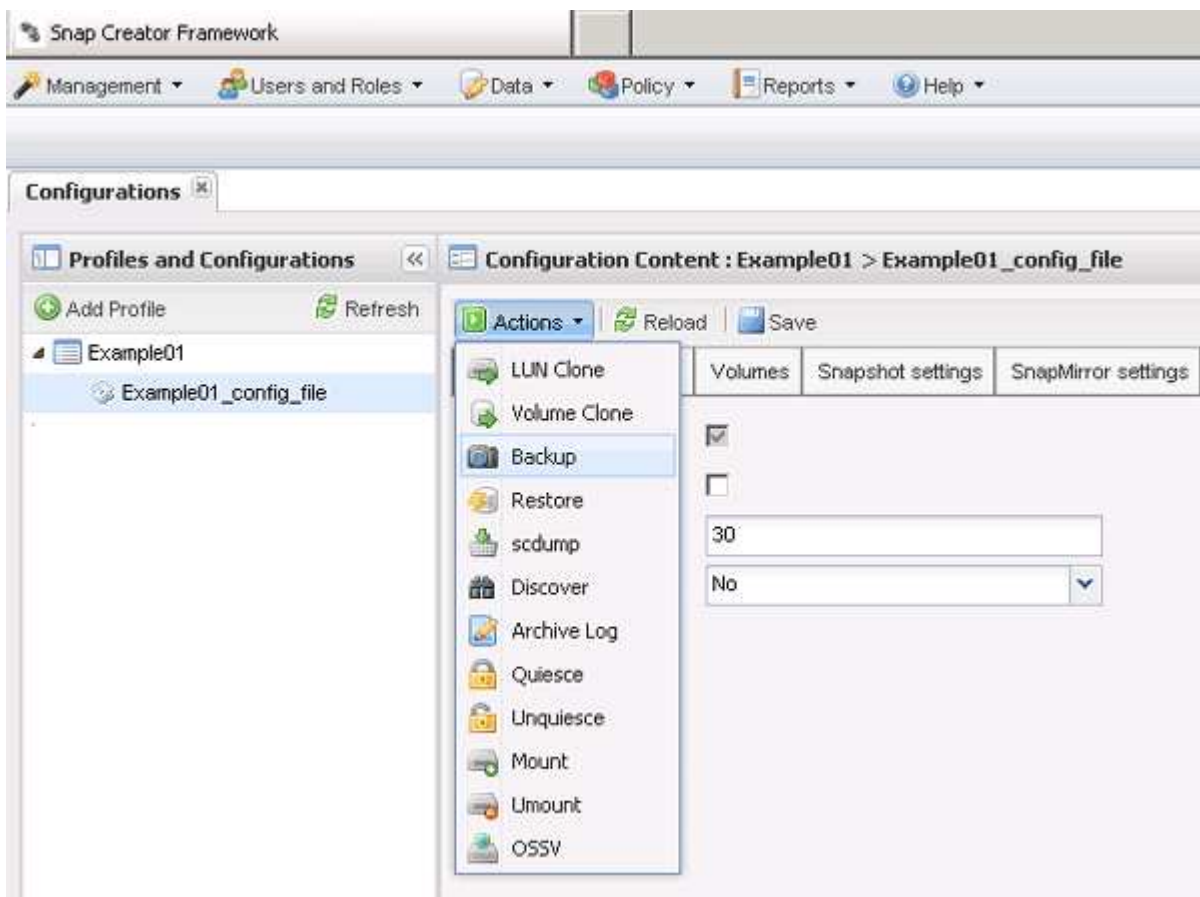 Snap Creator Framework
Management Users and Roles Data Policy Reports Help
Configurations
Profiles and Configurations
Configuration Content : Example01 > Example01_config_file
Add Profile Refresh
Actions Reload Save
Example01
Example01_config_file
Volumes Snapshot settings SnapMirror settings
LUN Clone
Volume Clone
Backup
Restore
scdump
Discover
Archive Log
Quiesce
Unquiesce
Mount
Umount
OSSV
30
No